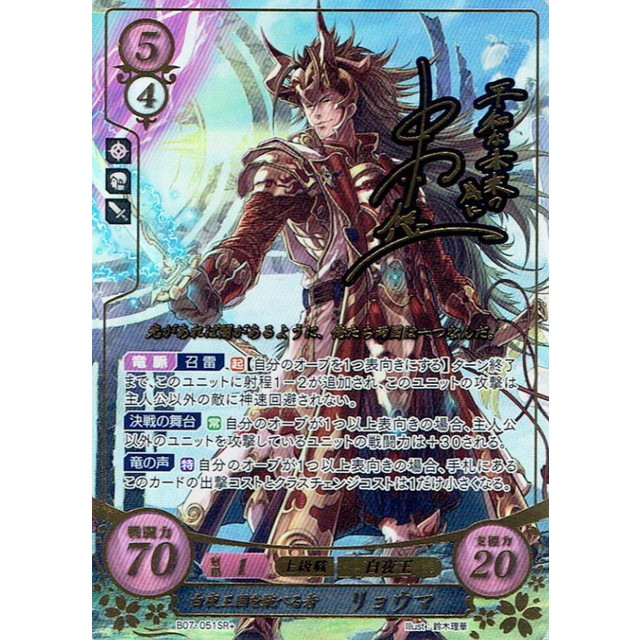 5
4
光があれば闇があるように、
竜脈 召雷 起【自分のオーブを1つ表向きにする】ターン終了
まで、このユニットに射程1-2が追加され、このユニットの攻撃は
主人公以外の敵に神速回避されない。
決戦の舞台 常 自分のオーブが1つ以上表向きの場合、主人公
以外のユニットを攻撃しているユニットの戦闘力は+30される。
竜の声 特 自分のオーブが1つ以上表向きの場合、手札にある
このカードの出撃コストとクラスチェンジコストは1だけ小さくなる。
戦闘力
70
射程 1 上級職 白夜王
支援力
20
白夜王国を統べる者 リョウマ
B07-051SR+ Illust：鈴木理華